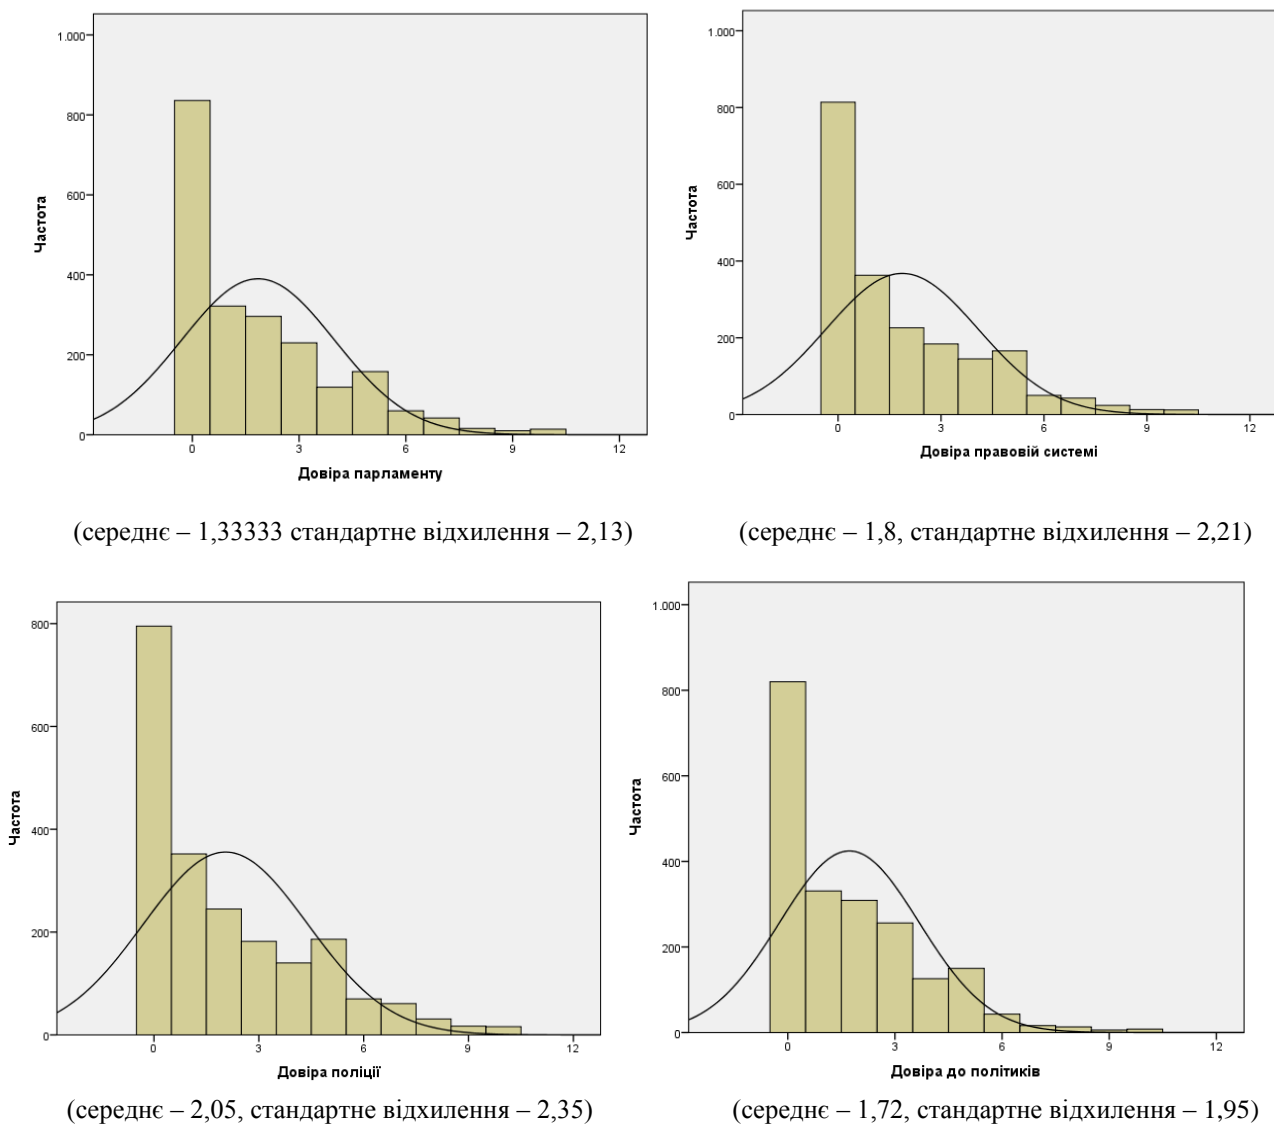 1.000
800
600
400
200
0
Частота
0 3 6 9 12
Довіра парламенту
(середнє – 1,33333 стандартне відхилення – 2,13)
1.000
800
600
400
200
0
Частота
0 3 6 9 12
Довіра правовій системі
(середнє – 1,8, стандартне відхилення – 2,21)
800
600
400
200
0
Частота
0 3 6 9 12
Довіра поліції
(середнє – 2,05, стандартне відхилення – 2,35)
1.000
800
600
400
200
0
Частота
0 3 6 9 12
Довіра до політиків
(середнє – 1,72, стандартне відхилення – 1,95)